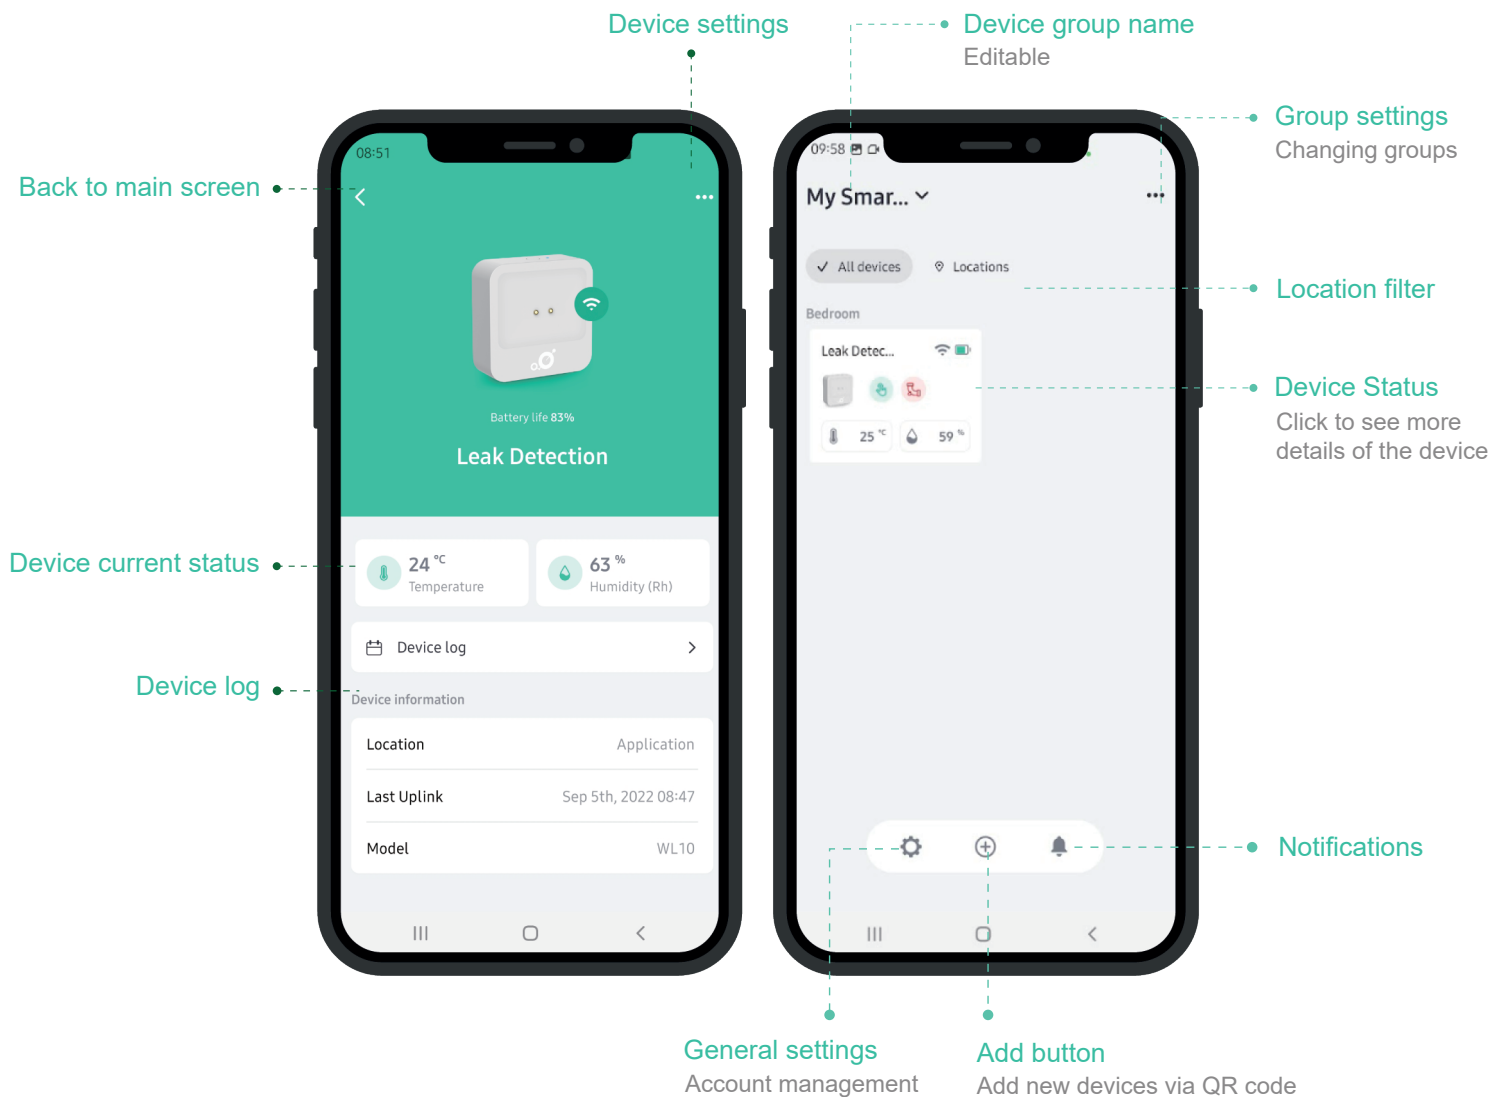 Device settings
Device group name
Editable
Group settings
Changing groups
Back to main screen
08:51
Battery life 83%
Leak Detection
Device current status
24 °C
Temperature
63 %
Humidity (Rh)
Device log
Device log
Device information
Location
Application
Last Uplink
Sep 5th, 2022 08:47
Model
WL10
09:58
My Smar...
All devices
Locations
Location filter
Bedroom
Leak Detec...
25 °C
59 %
Device Status
Click to see more
details of the device
Notifications
General settings
Account management
Add button
Add new devices via QR code